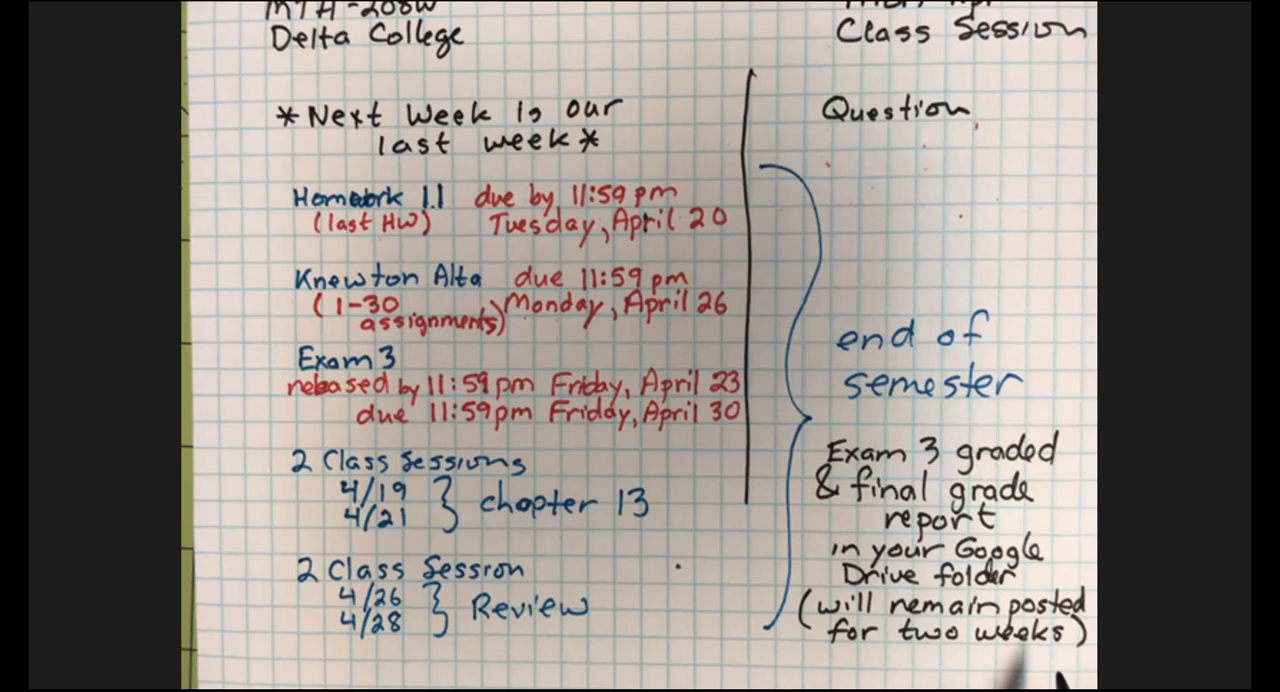 MTH-208W
Delta College
Class Session
*Next Week is our
last week*
Question
Homework 11 due by 11:59 pm
(last HW) Tuesday, April 20
Knewton Alta due 11:59 pm
(1-30 Monday, April 26
assignments)
Exam 3
released by 11:59pm Friday, April 23
due 11:59pm Friday, April 30
2 Class Sessions
4/19
4/21 } chapter 13
2 Class Session
4/26
4/28 } Review
end of
semester
Exam 3 graded
& final grade
report
in your Google
Drive folder
(will remain posted
for two weeks)